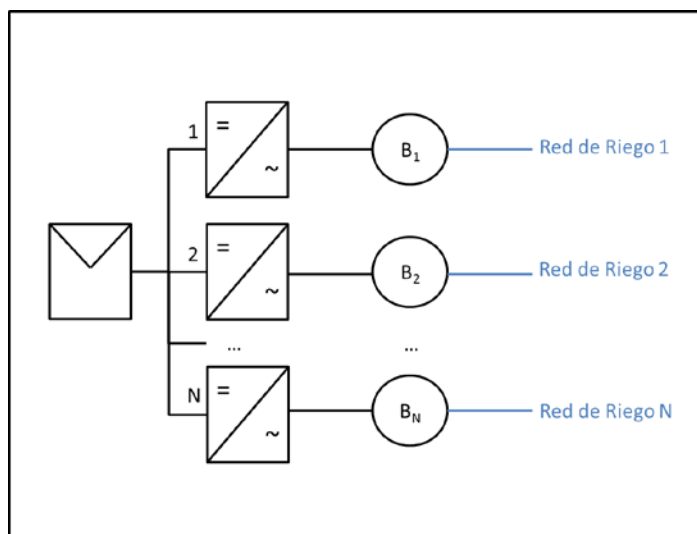 1
=
~
B1
Red de Riego 1
2
=
~
B2
Red de Riego 2
... ...
N
=
~
BN
Red de Riego N